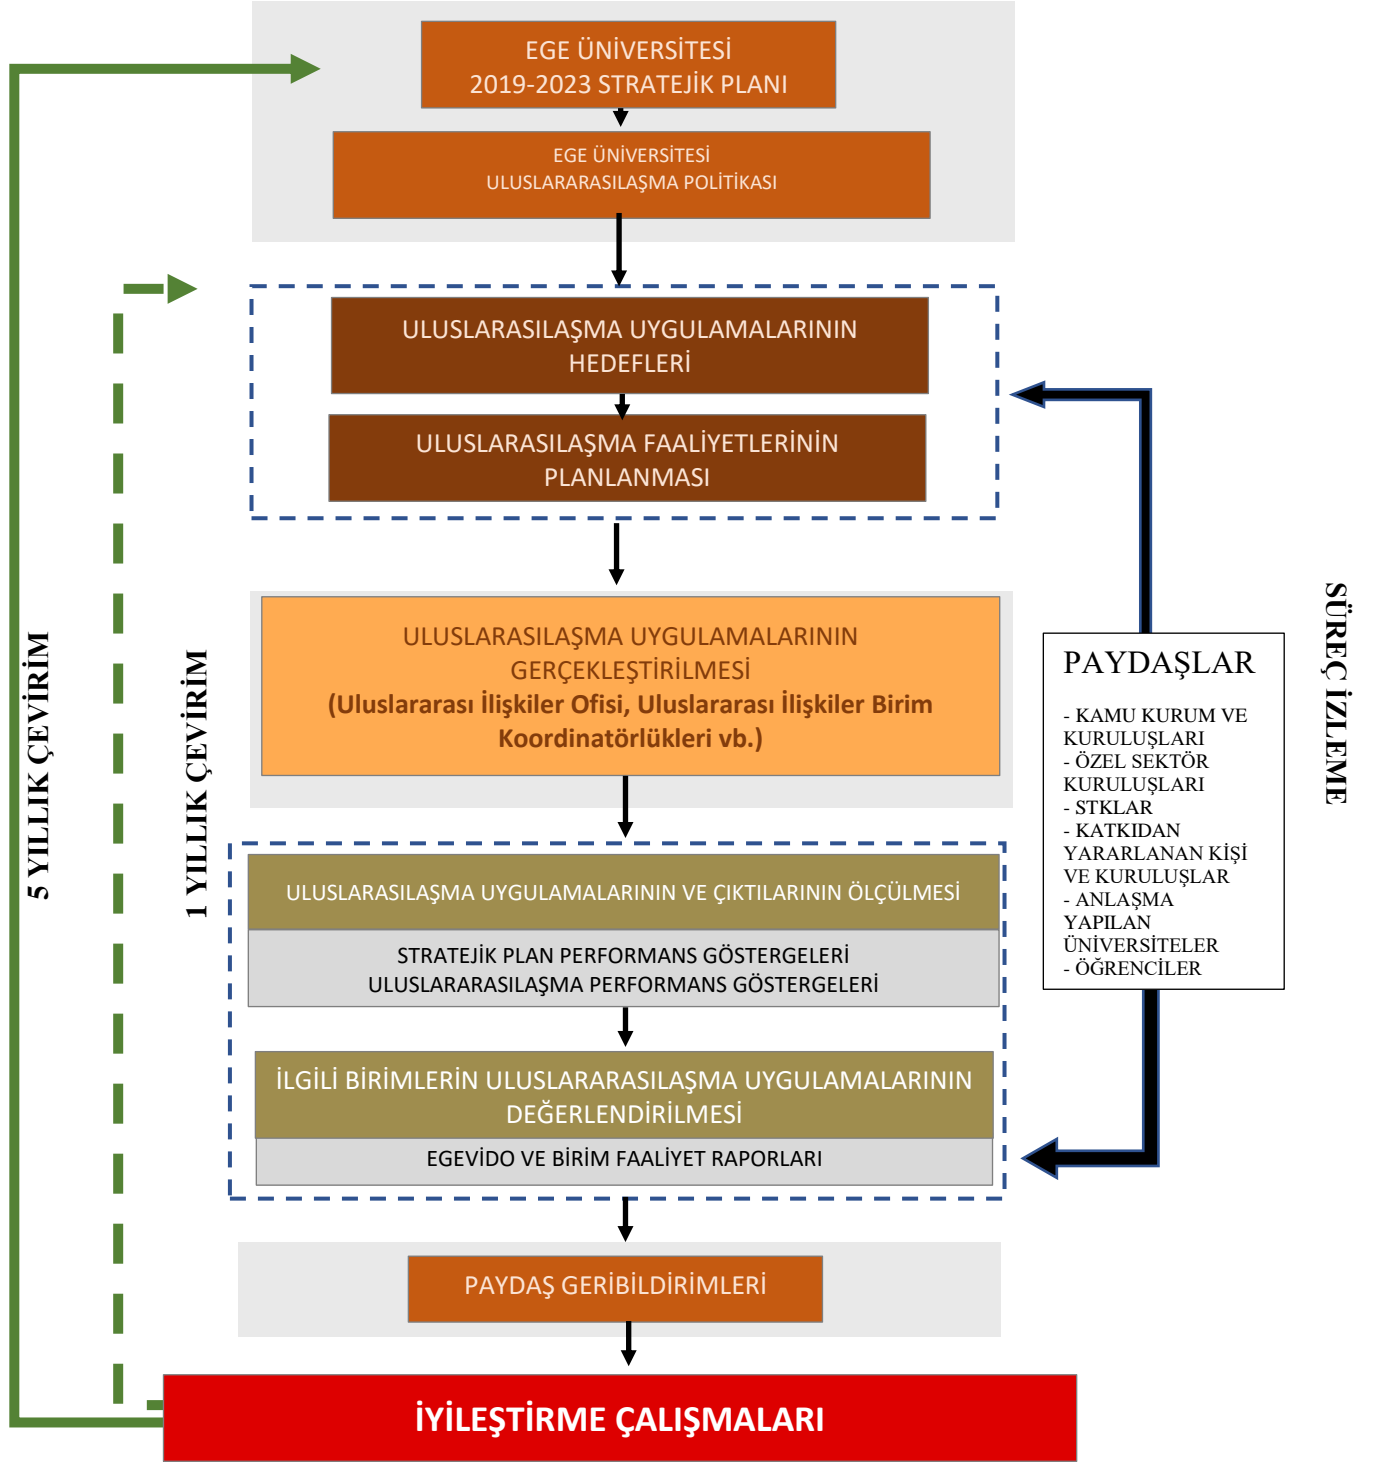 EGE ÜNİVERSİTESİ
2019-2023 STRATEJİK PLANI
EGE ÜNİVERSİTESİ
ULUSLARARASILAŞMA POLİTİKASI
ULUSLARASILAŞMA UYGULAMALARININ
HEDEFLERİ
ULUSLARASILAŞMA FAALİYETLERİNİN
PLANLANMASI
ULUSLARASILAŞMA UYGULAMALARININ
GERÇEKLEŞTİRİLMESİ
(Uluslararası İlişkiler Ofisi, Uluslararası İlişkiler Birim
Koordinatörlükleri vb.)
ULUSLARASILAŞMA UYGULAMALARININ VE ÇIKTILARININ ÖLÇÜLMESİ
STRATEJİK PLAN PERFORMANS GÖSTERGELERİ
ULUSLARARASILAŞMA PERFORMANS GÖSTERGELERİ
İLGİLİ BİRİMLERİN ULUSLARARASILAŞMA UYGULAMALARININ
DEĞERLENDİRİLMESİ
EGEVİDO VE BİRİM FAALİYET RAPORLARI
PAYDAŞ GERİBİLDİRİMLERİ
İYİLEŞTİRME ÇALIŞMALARI
5 YILLIK ÇEVİRİM
1 YILLIK ÇEVİRİM
PAYDAŞLAR
- KAMU KURUM VE
KURULUŞLARI
- ÖZEL SEKTÖR
KURULUŞLARI
- STKLAR
- KATKIDAN
YARARLANAN KİŞİ
VE KURULUŞLAR
- ANLAŞMA
YAPILAN
ÜNİVERSİTELER
- ÖĞRENCİLER
SÜREÇ İZLEME